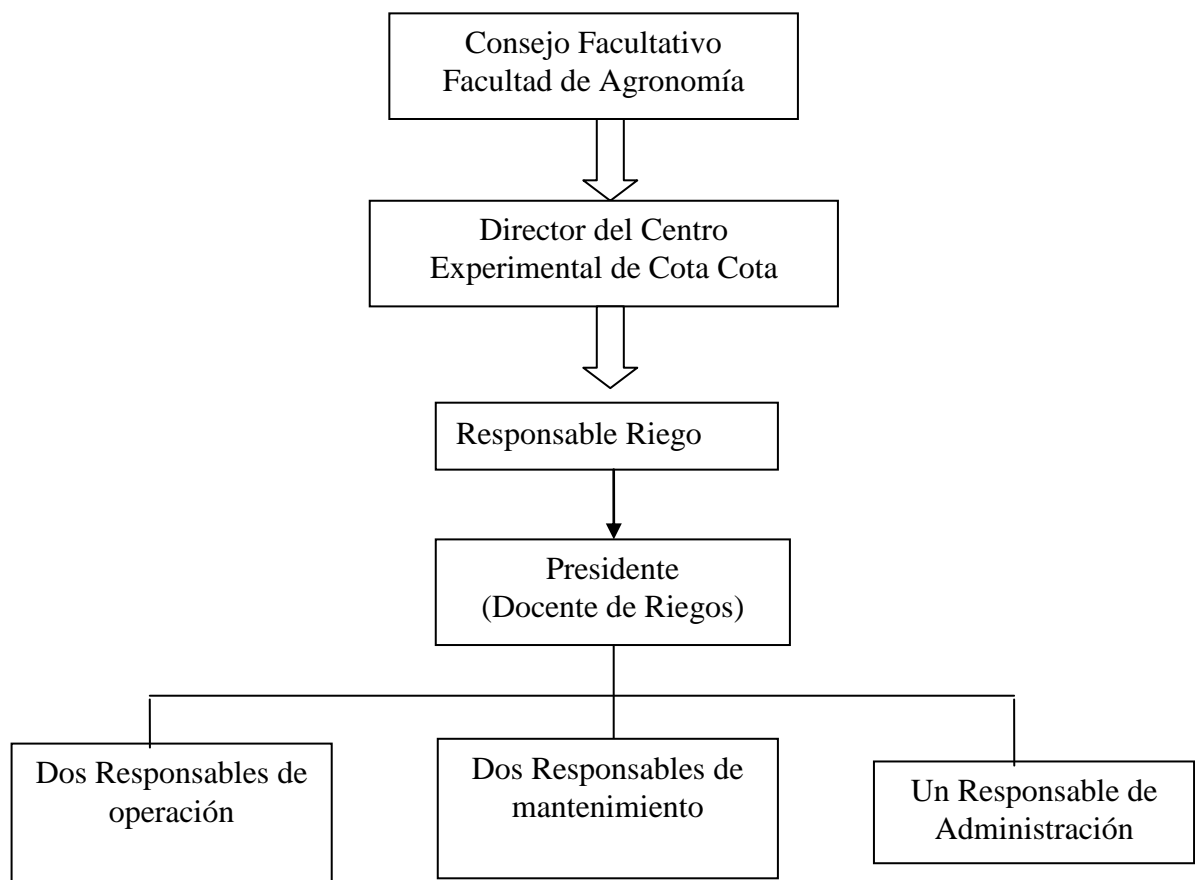 Consejo Facultativo
Facultad de Agronomía
Director del Centro
Experimental de Cota Cota
Responsable Riego
Presidente
(Docente de Riegos)
Dos Responsables de
operación
Dos Responsables de
mantenimiento
Un Responsable de
Administración